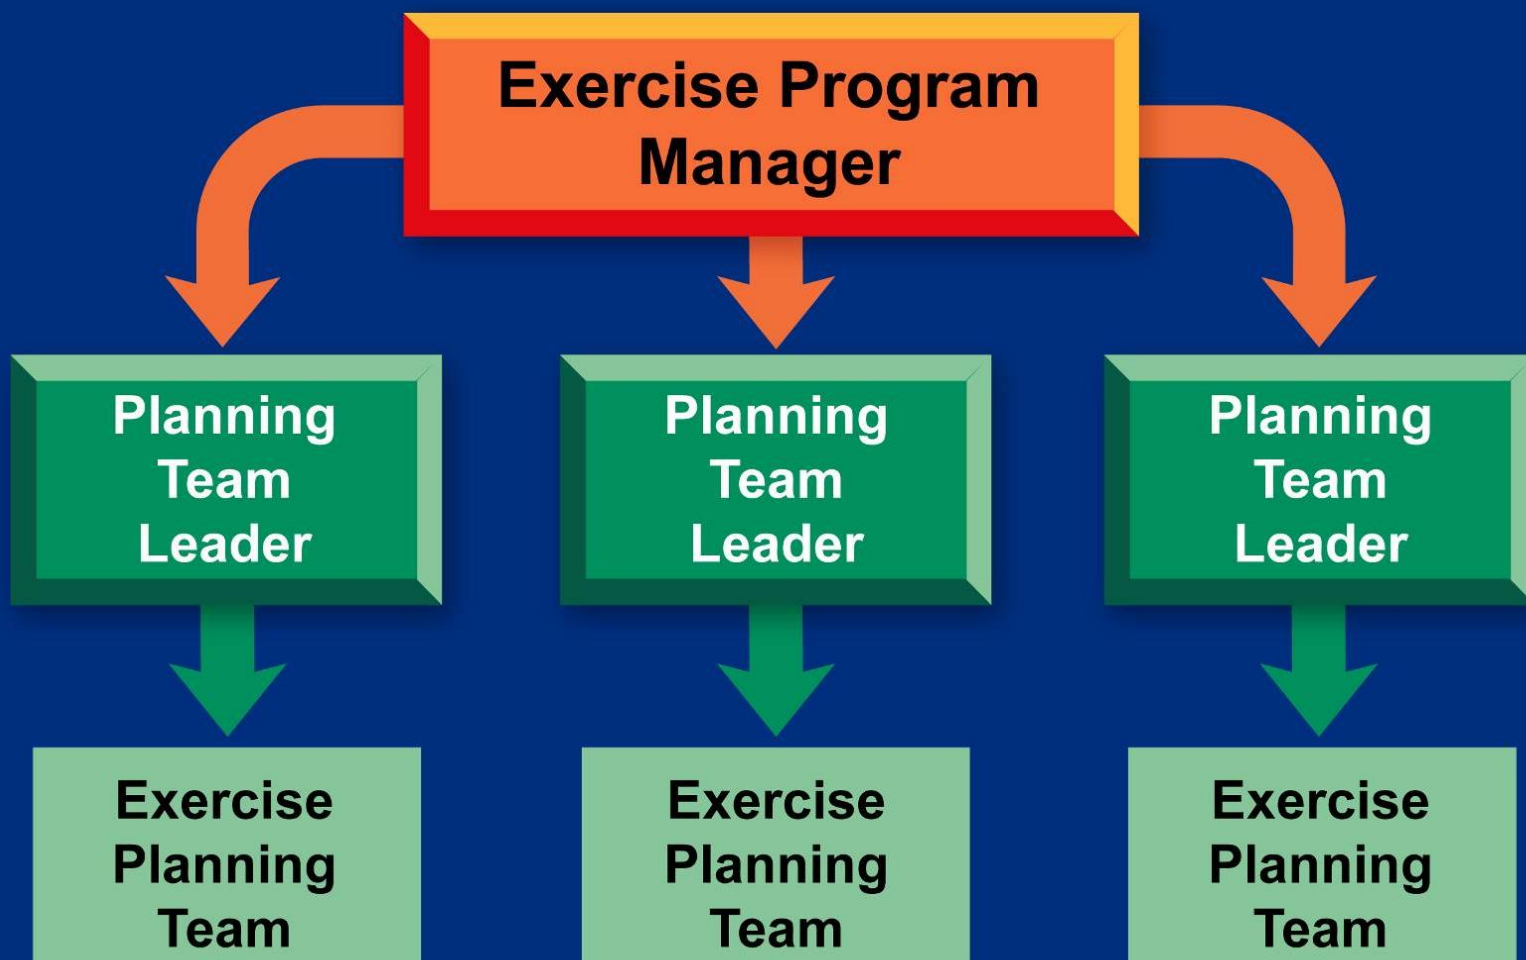 Exercise Program
Manager
Planning
Team
Leader
Planning
Team
Leader
Planning
Team
Leader
Exercise
Planning
Team
Exercise
Planning
Team
Exercise
Planning
Team